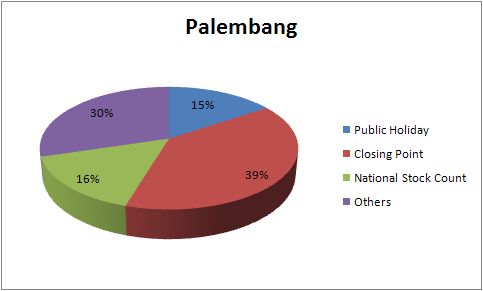 Palembang
15%
30%
39%
16%
Public Holiday
Closing Point
National Stock Count
Others